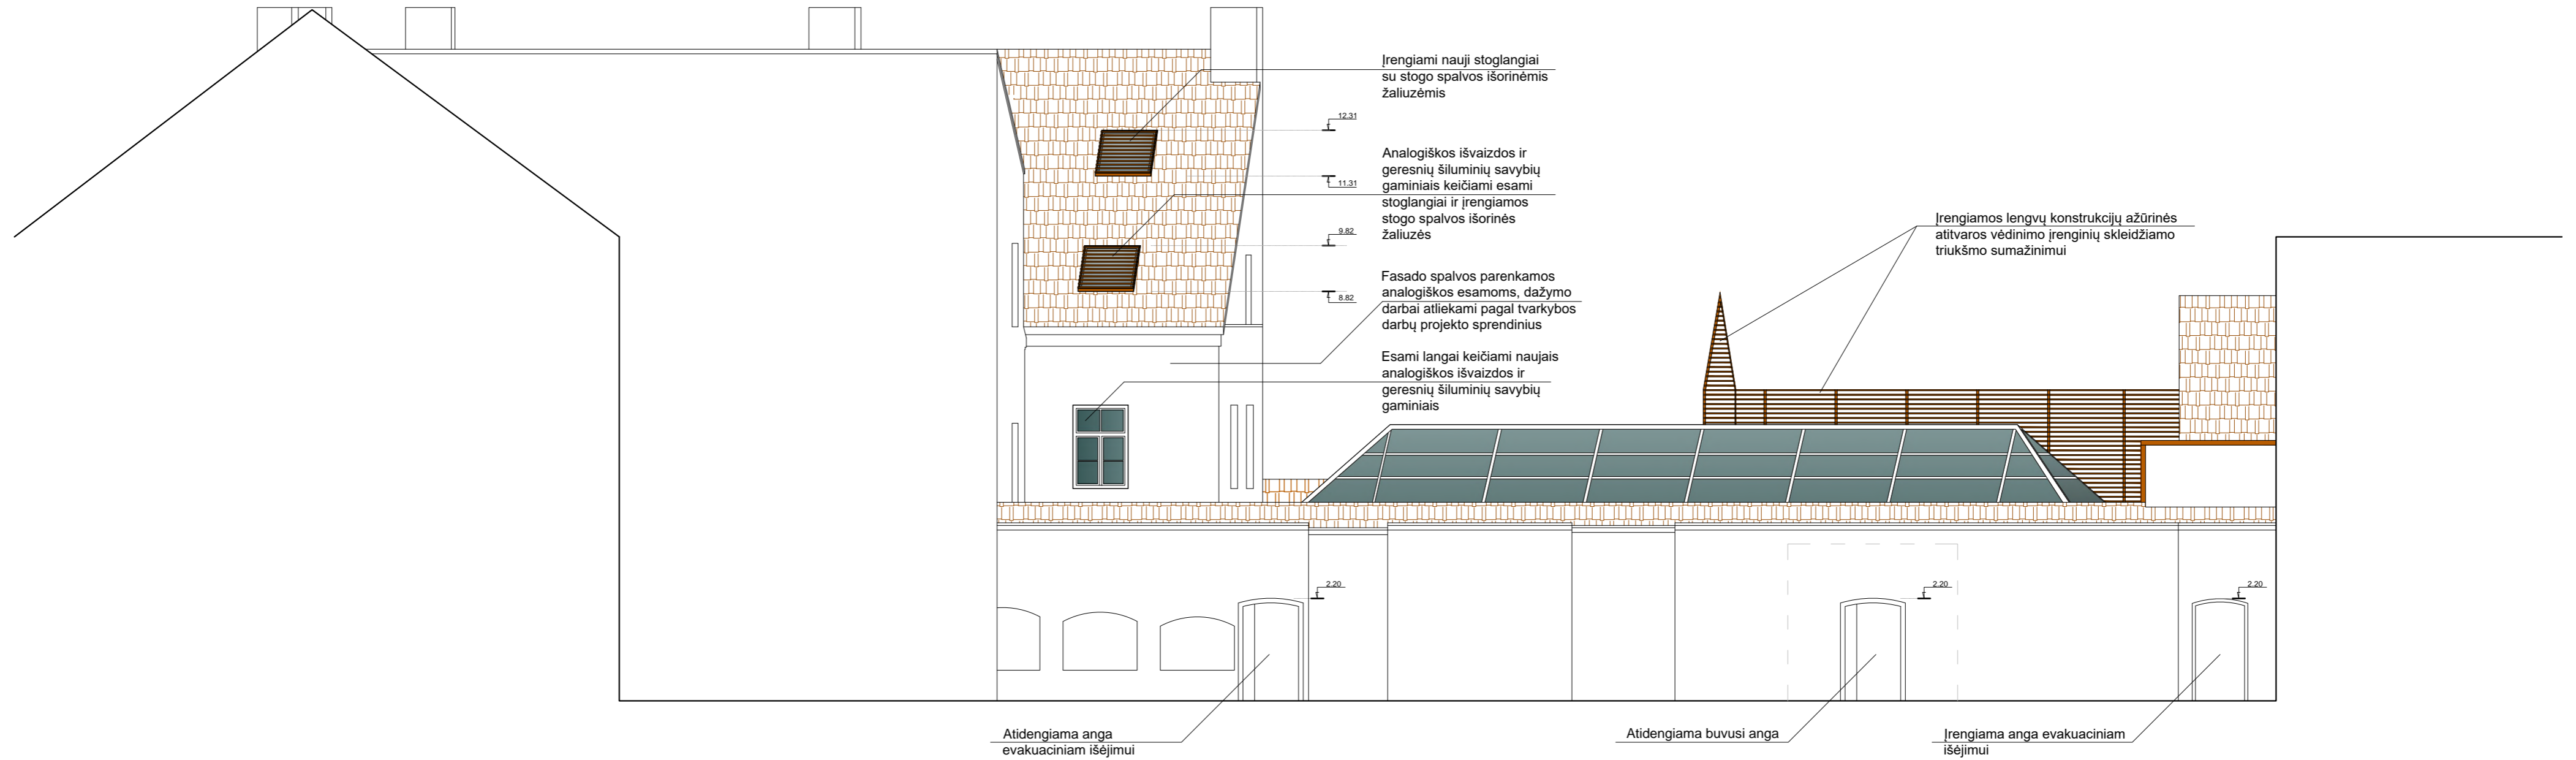 Įrengiami nauji stoglangiai
su stogo spalvos išorinėmis
žaliuzėmis
12.31
Analogiškos išvaizdos ir
geresnių šiluminių savybių
gaminiais keičiami esami
stoglangiai ir įrengiamos
stogo spalvos išorinės
žaliuzės
11.31
9.82
8.82
Įrengiamos lengvų konstrukcijų ažūrinės
atitvaros vėdinimo įrenginių skleidžiamo
triukšmo sumažinimui
Fasado spalvos parenkamos
analogiškos esamoms, dažymo
darbai atliekami pagal tvarkybos
darbų projekto sprendinius
Esami langai keičiami naujais
analogiškos išvaizdos ir
geresnių šiluminių savybių
gaminiais
2.20
2.20
2.20
Atidengiama anga
evakuaciniam išėjimui
Atidengiama buvusi anga
Įrengiama anga evakuaciniam
išėjimui